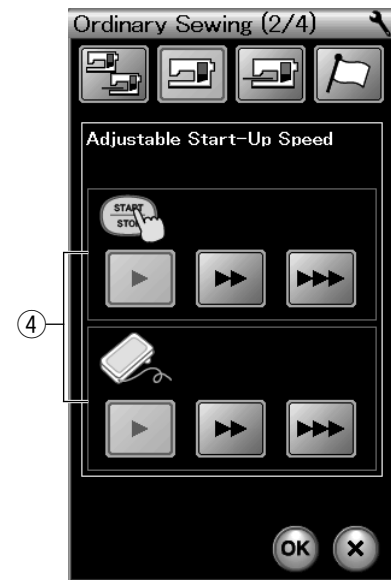 Ordinary Sewing (2/4)
Adjustable Start-Up Speed
START
STOP
④
OK